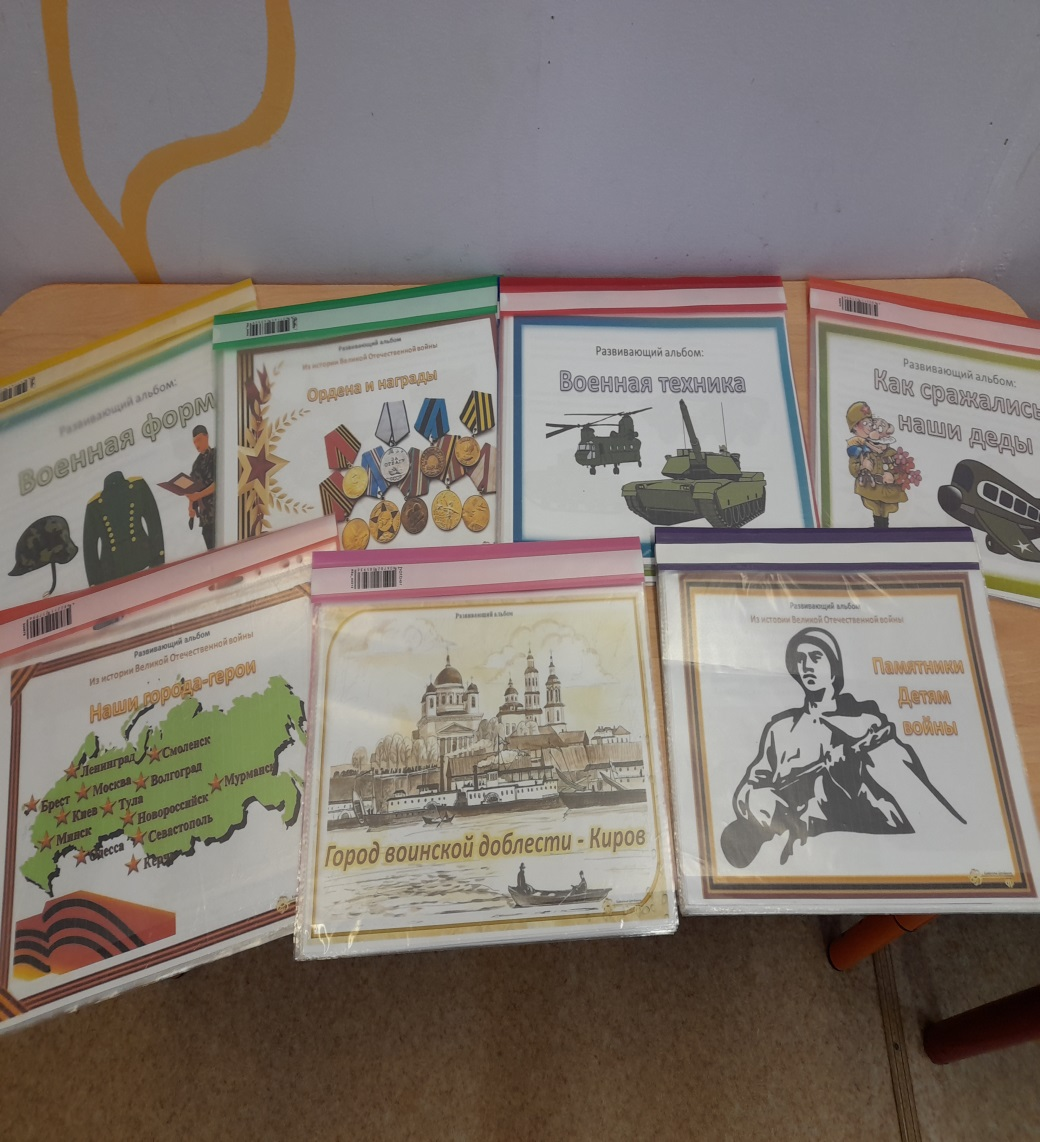 Развивающий альбом:
Военная форм
Развивающий альбом:
Из истории Великой Отечественной войны
Ордена и награды
Развивающий альбом:
Военная техника
Развивающий альбом:
Как сражались
наши деды
Развивающий альбом
Из истории Великой Отечественной войны
Наши города-герои
Ленинград
Смоленск
Брест
Москва
Волгоград
Мурманск
Киев
Тула
Новороссийск
Минск
Севастополь
Одесса
Развивающий альбом
Город воинской доблести - Киров
Развивающий альбом
Из истории Великой Отечественной войны
Памятники
Детям
войны